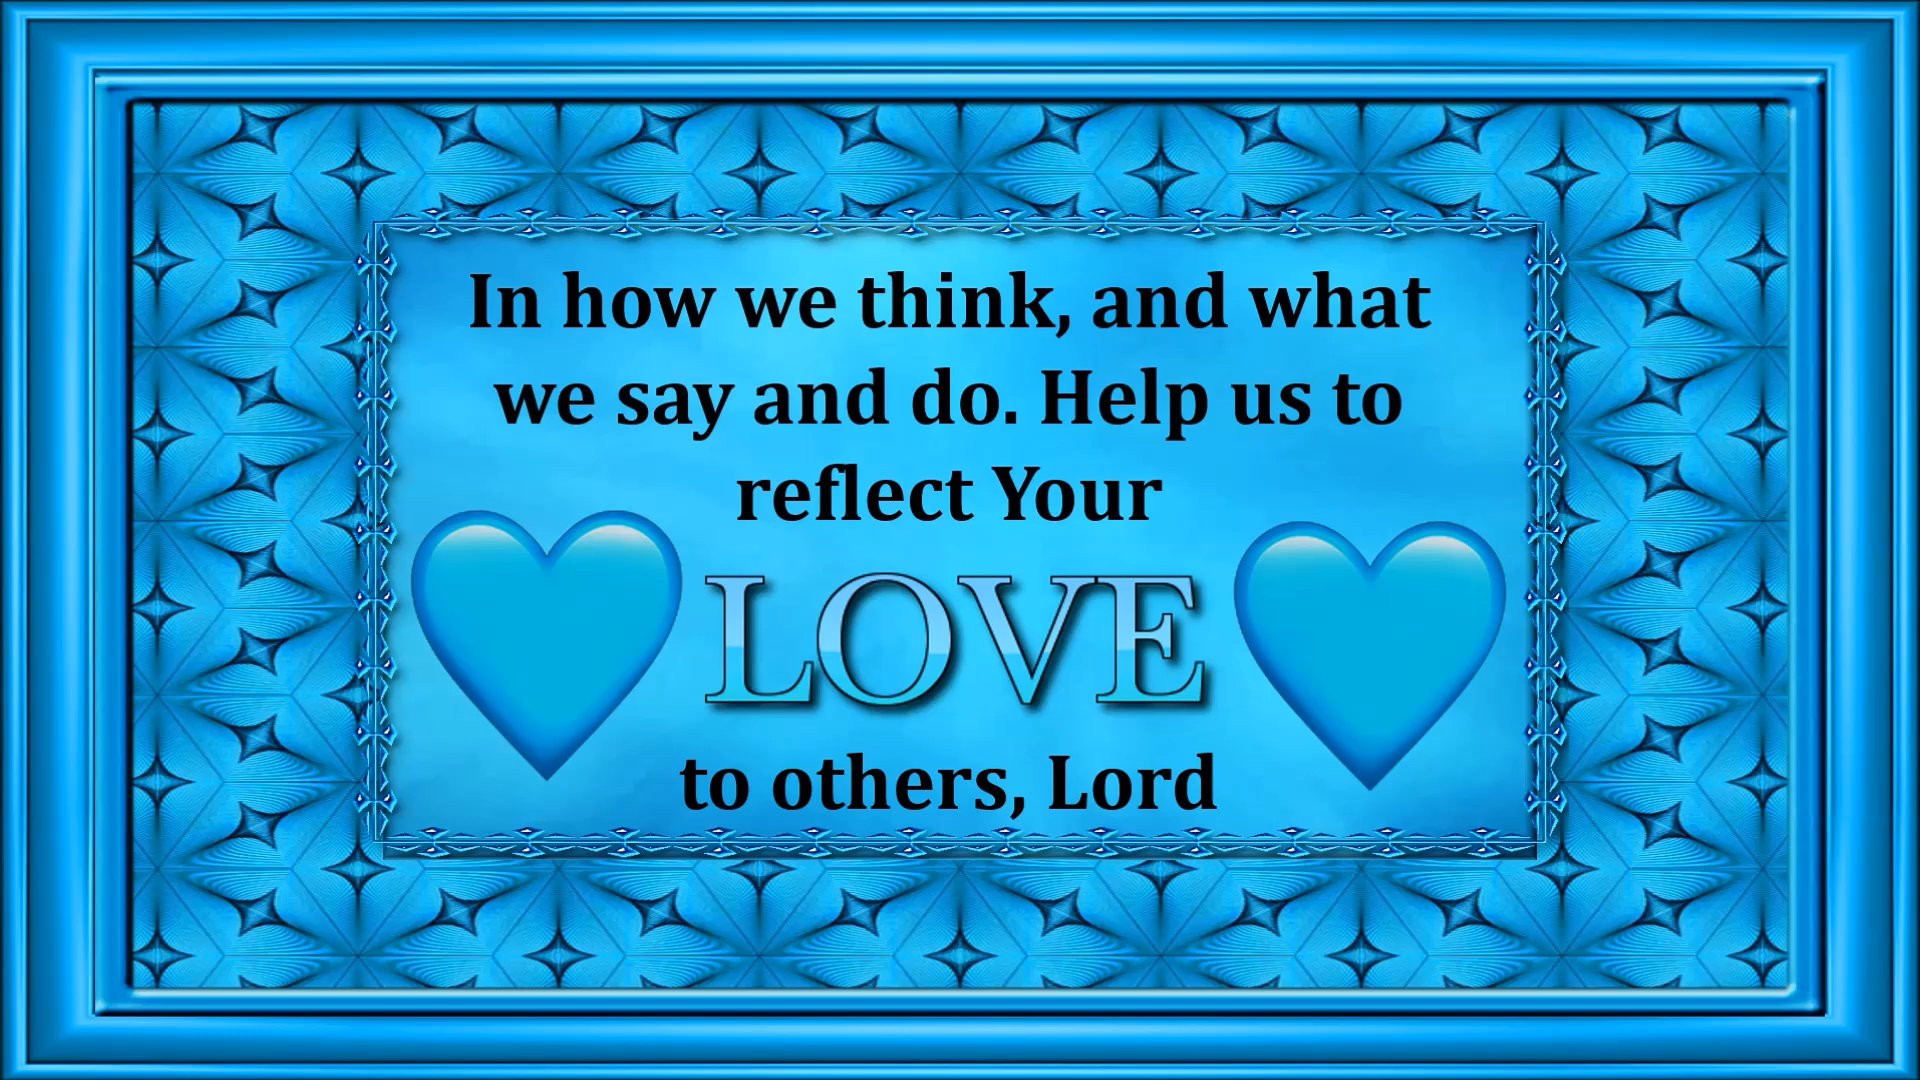 In how we think, and what
we say and do. Help us to
reflect Your
LOVE
to others, Lord